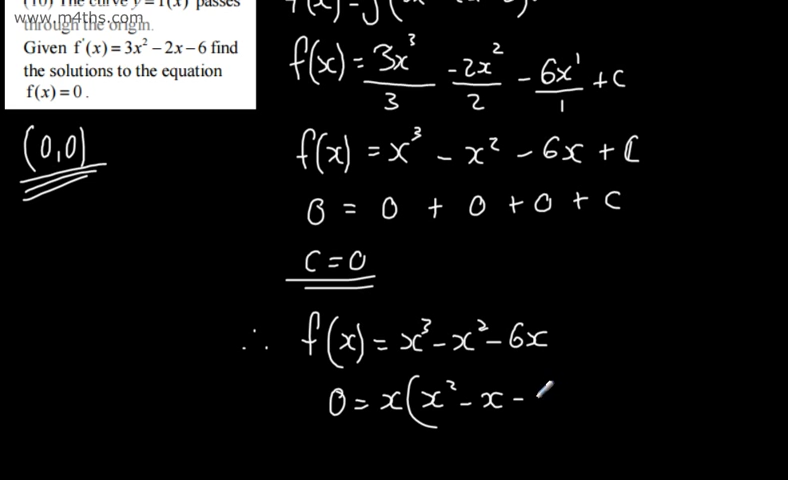 (10) The curve y = f(x) passes
www.m4ths.com
through the origin.
Given f'(x) = 3x² − 2x − 6 find
the solutions to the equation
f(x) = 0.
f(x) = 3x³/3 − 2x²/2 − 6x¹/1 + C
(0,0)
f(x) = x³ − x² − 6x + C
0 = 0 + 0 + 0 + C
C = 0
∴ f(x) = x³ − x² − 6x
0 = x(x² − x −